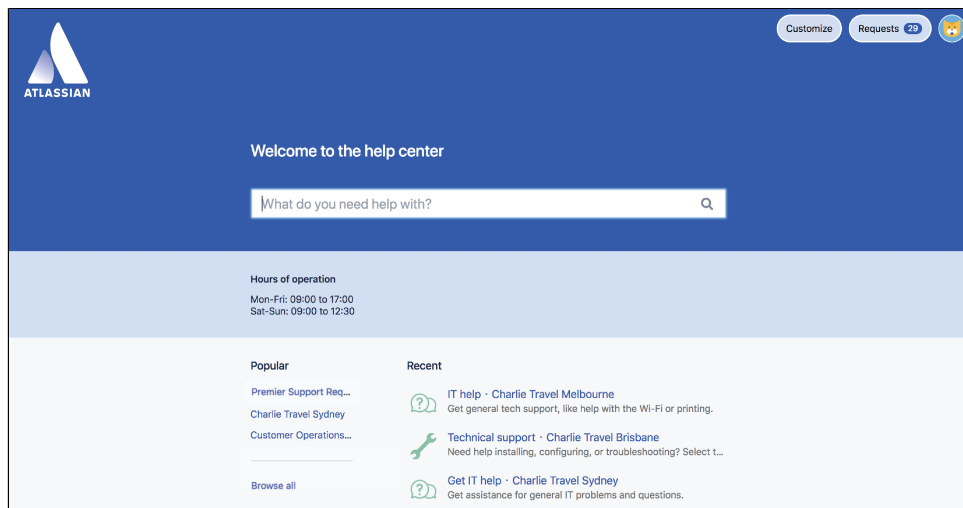 Customize
Requests 29
ATLASSIAN
Welcome to the help center
What do you need help with?
Hours of operation
Mon-Fri: 09:00 to 17:00
Sat-Sun: 09:00 to 12:30
Popular
Premier Support Req...
Charlie Travel Sydney
Customer Operations...
Browse all
Recent
IT help · Charlie Travel Melbourne
Get general tech support, like help with the Wi-Fi or printing.
Technical support · Charlie Travel Brisbane
Need help installing, configuring, or troubleshooting? Select t...
Get IT help · Charlie Travel Sydney
Get assistance for general IT problems and questions.